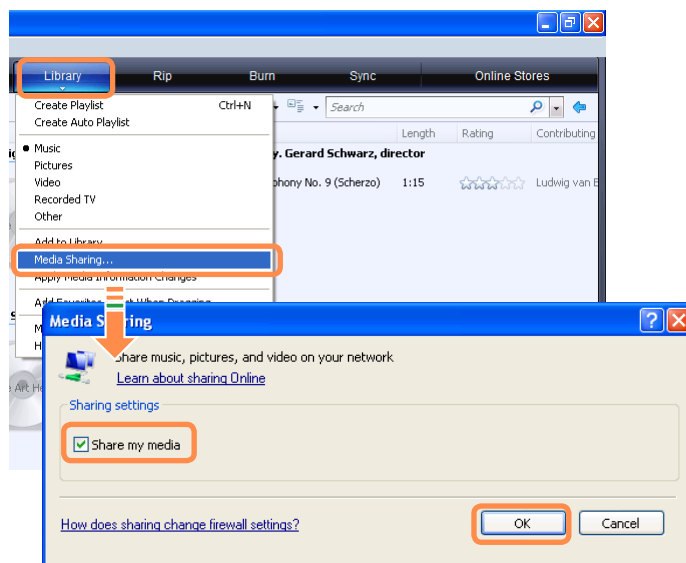 Library Rip Burn Sync Online Stores
Create Playlist Ctrl+N Search
Create Auto Playlist
Length Rating Contributing
Music
y. Gerard Schwarz, director
Pictures
Video
phony No. 9 (Scherzo) 1:15 Ludwig van B
Recorded TV
Other
Add to Library
Media Sharing...
Apply Media Information Changes
When Dragging
Media Sharing
Share music, pictures, and video on your network
Learn about sharing Online
Art H
Sharing settings
Share my media
How does sharing change firewall settings?
OK Cancel